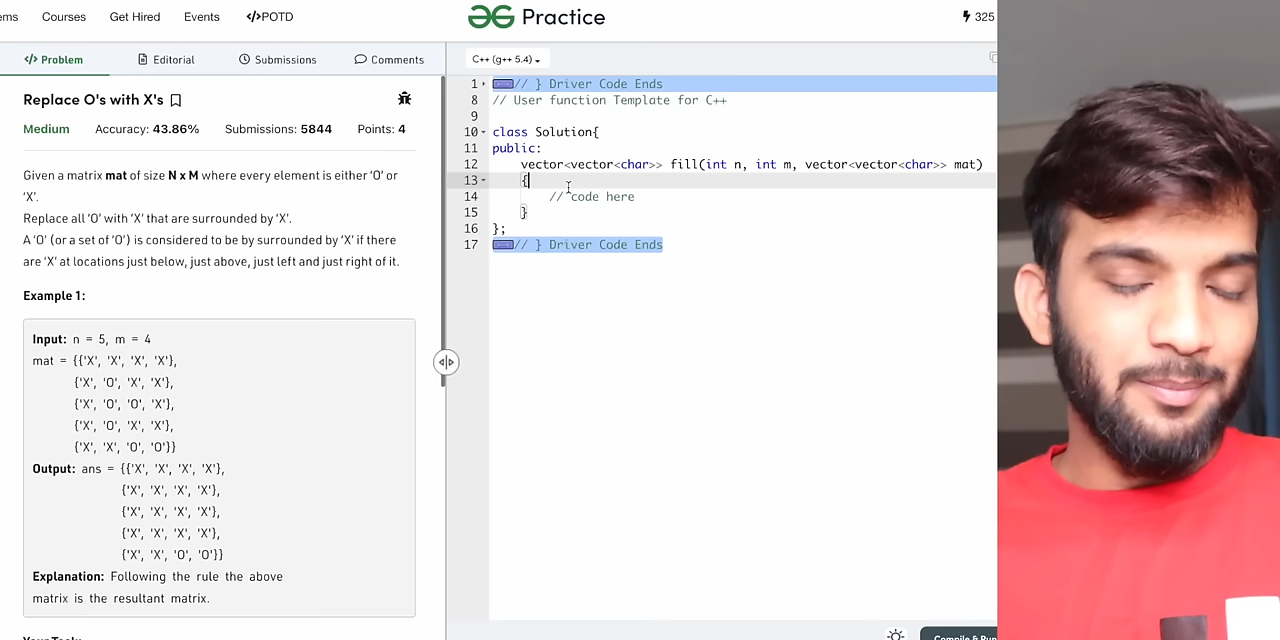 ems Courses Get Hired Events </>POTD
Practice
325
</> Problem Editorial Submissions Comments
Replace O's with X's
Medium Accuracy: 43.86% Submissions: 5844 Points: 4
Given a matrix mat of size N x M where every element is either ‘O’ or
‘X’.
Replace all ‘O’ with ‘X’ that are surrounded by ‘X’.
A ‘O’ (or a set of ‘O’) is considered to be by surrounded by ‘X’ if there
are ‘X’ at locations just below, just above, just left and just right of it.
Example 1:
Input: n = 5, m = 4
mat = {{'X', 'X', 'X', 'X'},
{'X', 'O', 'X', 'X'},
{'X', 'O', 'O', 'X'},
{'X', 'O', 'X', 'X'},
{'X', 'X', 'O', 'O'}}
Output: ans = {{'X', 'X', 'X', 'X'},
{'X', 'X', 'X', 'X'},
{'X', 'X', 'X', 'X'},
{'X', 'X', 'X', 'X'},
{'X', 'X', 'O', 'O'}}
Explanation: Following the rule the above
matrix is the resultant matrix.
Your Task:
C++ (g++ 5.4)
1 // } Driver Code Ends
8 // User function Template for C++
9
10 class Solution{
11 public:
12 vector<vector<char>> fill(int n, int m, vector<vector<char>> mat)
13 {
14 // code here
15 }
16 };
17 // } Driver Code Ends
Compile & Run